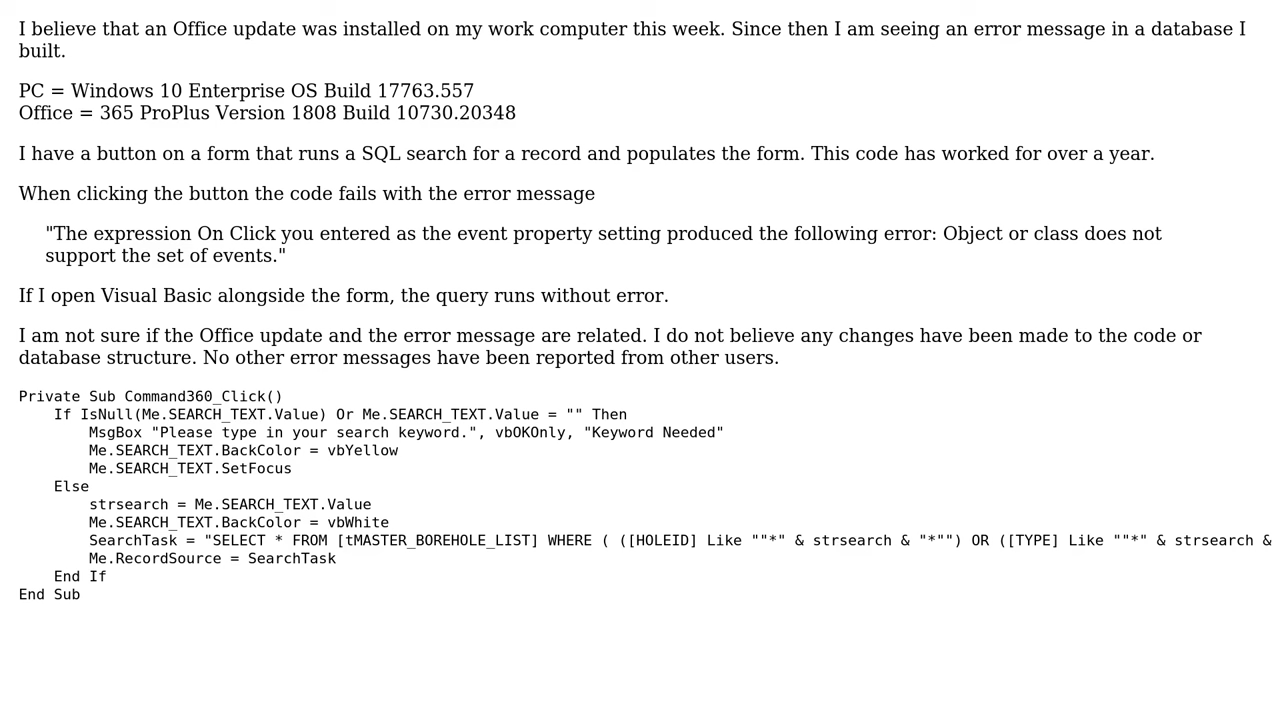 I believe that an Office update was installed on my work computer this week. Since then I am seeing an error message in a database I
built.
PC = Windows 10 Enterprise OS Build 17763.557
Office = 365 ProPlus Version 1808 Build 10730.20348
I have a button on a form that runs a SQL search for a record and populates the form. This code has worked for over a year.
When clicking the button the code fails with the error message
"The expression On Click you entered as the event property setting produced the following error: Object or class does not
support the set of events."
If I open Visual Basic alongside the form, the query runs without error.
I am not sure if the Office update and the error message are related. I do not believe any changes have been made to the code or
database structure. No other error messages have been reported from other users.
Private Sub Command360_Click()
    If IsNull(Me.SEARCH_TEXT.Value) Or Me.SEARCH_TEXT.Value = "" Then
        MsgBox "Please type in your search keyword.", vbOKOnly, "Keyword Needed"
        Me.SEARCH_TEXT.BackColor = vbYellow
        Me.SEARCH_TEXT.SetFocus
    Else
        strsearch = Me.SEARCH_TEXT.Value
        Me.SEARCH_TEXT.BackColor = vbWhite
        SearchTask = "SELECT * FROM [tMASTER_BOREHOLE_LIST] WHERE ( ([HOLEID] Like ""*" & strsearch & "*"") OR ([TYPE] Like ""*" & strsearch &
        Me.RecordSource = SearchTask
    End If
End Sub